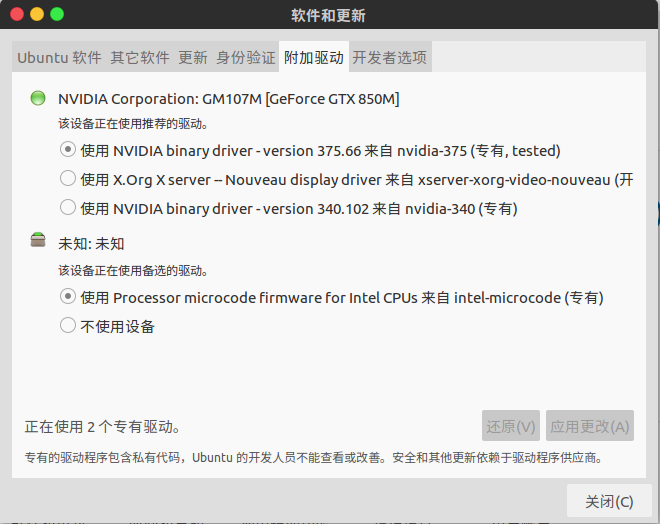 软件和更新
Ubuntu 软件 其它软件 更新 身份验证 附加驱动 开发者选项
NVIDIA Corporation: GM107M [GeForce GTX 850M]
该设备正在使用推荐的驱动。
使用 NVIDIA binary driver - version 375.66 来自 nvidia-375 (专有, tested)
使用 X.Org X server -- Nouveau display driver 来自 xserver-xorg-video-nouveau (开
使用 NVIDIA binary driver - version 340.102 来自 nvidia-340 (专有)
未知: 未知
该设备正在使用备选的驱动。
使用 Processor microcode firmware for Intel CPUs 来自 intel-microcode (专有)
不使用设备
正在使用 2 个专有驱动。
还原(V) 应用更改(A)
专有的驱动程序包含私有代码，Ubuntu 的开发人员不能查看或改善。安全和其他更新依赖于驱动程序供应商。
关闭(C)